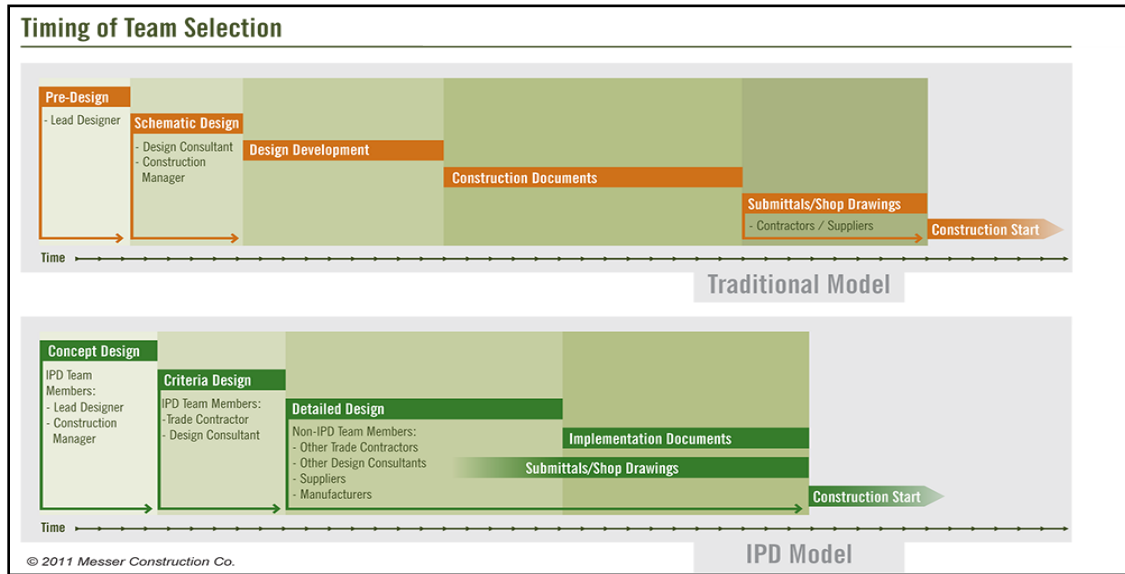 Timing of Team Selection
Pre-Design
- Lead Designer
Schematic Design
- Design Consultant
- Construction
Manager
Design Development
Construction Documents
Submittals/Shop Drawings
- Contractors / Suppliers
Construction Start
Time
Traditional Model
Concept Design
IPD Team
Members:
- Lead Designer
- Construction
Manager
Criteria Design
IPD Team Members:
-Trade Contractor
- Design Consultant
Detailed Design
Non-IPD Team Members:
- Other Trade Contractors
- Other Design Consultants
- Suppliers
- Manufacturers
Implementation Documents
Submittals/Shop Drawings
Construction Start
Time
IPD Model
© 2011 Messer Construction Co.